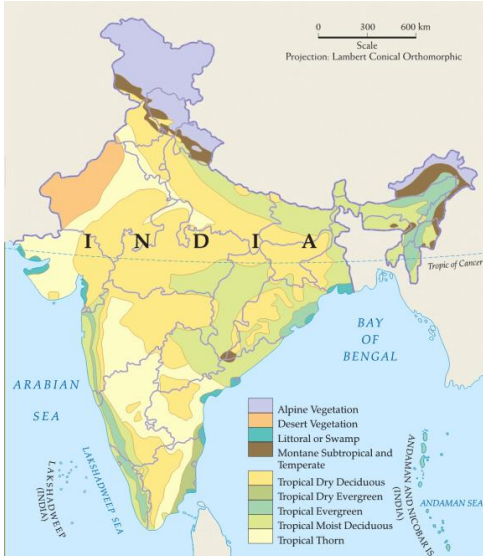 0 300 600 km
Scale
Projection: Lambert Conical Orthomorphic
I N D I A
Tropic of Cancer
BAY
OF
BENGAL
ARABIAN
SEA
LAKSHADWEEP
(INDIA)
LAKSHADWEEP SEA
Alpine Vegetation
Desert Vegetation
Littoral or Swamp
Montane Subtropical and
Temperate
Tropical Dry Deciduous
Tropical Dry Evergreen
Tropical Evergreen
Tropical Moist Deciduous
Tropical Thorn
ANDAMAN AND NICOBAR
(INDIA)
ANDAMAN SEA